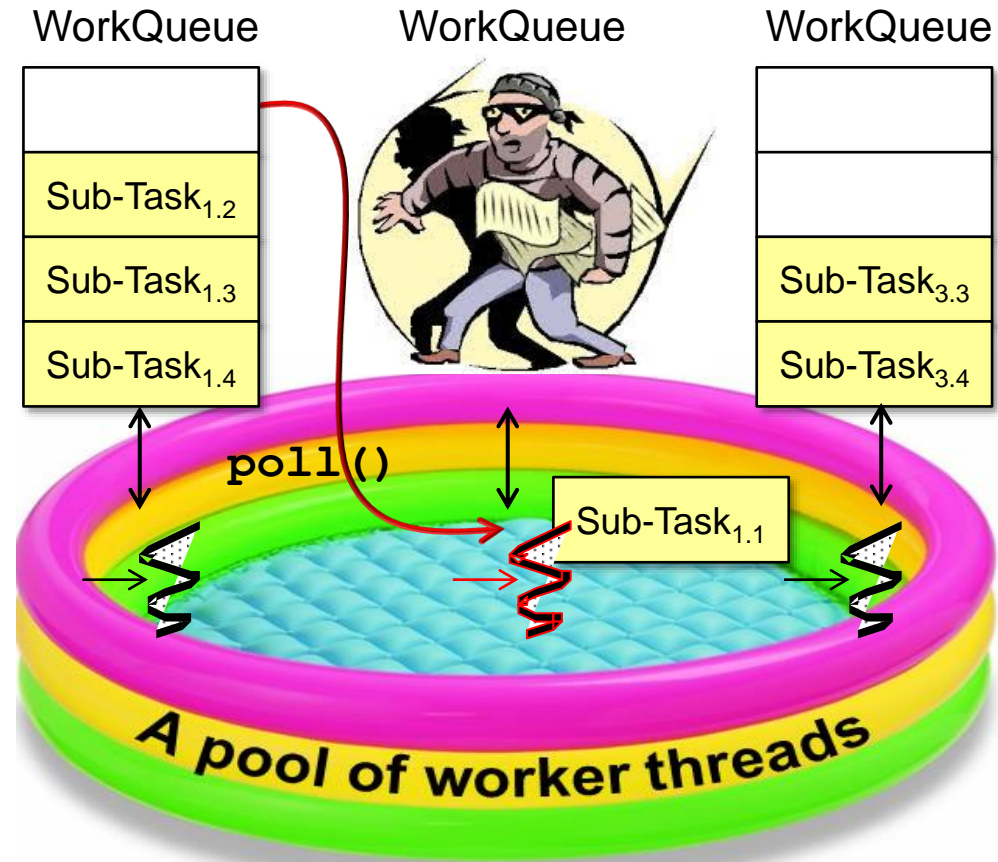 WorkQueue WorkQueue WorkQueue
Sub-Task1.2
Sub-Task1.3 Sub-Task3.3
Sub-Task1.4 Sub-Task3.4
poll()
Sub-Task1.1
A pool of worker threads